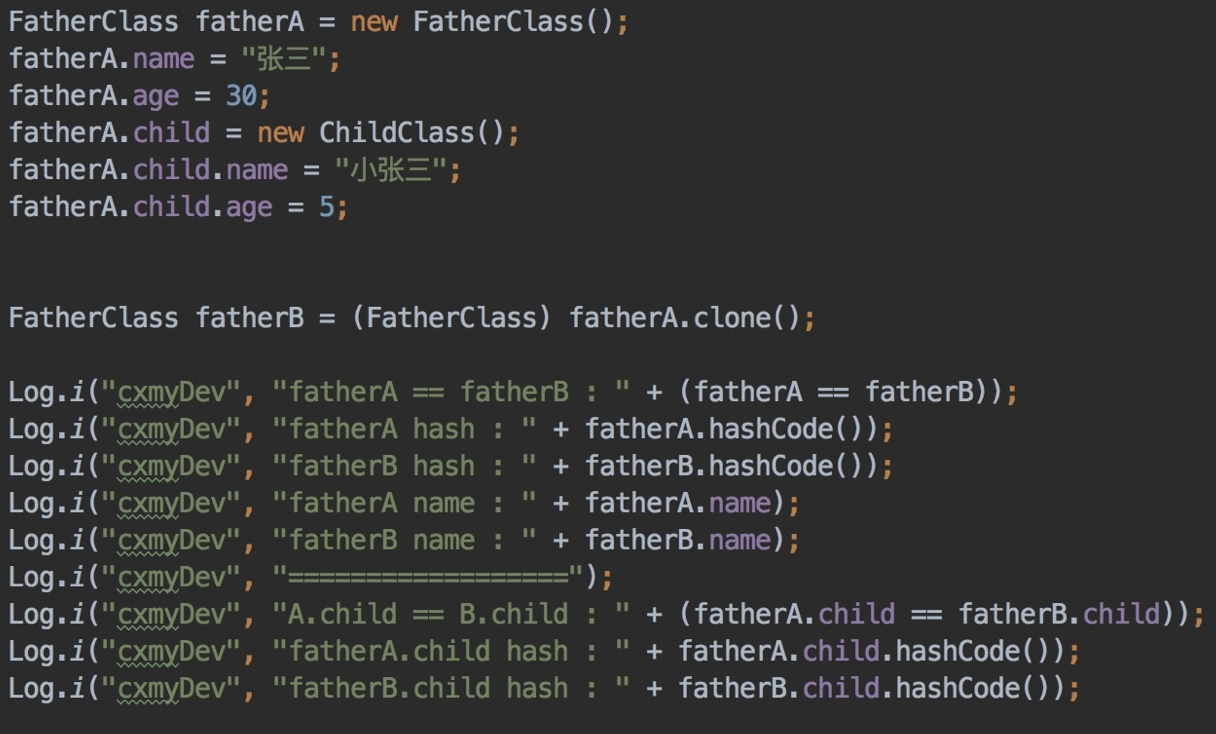 FatherClass fatherA = new FatherClass();
fatherA.name = "张三";
fatherA.age = 30;
fatherA.child = new ChildClass();
fatherA.child.name = "小张三";
fatherA.child.age = 5;
FatherClass fatherB = (FatherClass) fatherA.clone();
Log.i("cxmyDev", "fatherA == fatherB : " + (fatherA == fatherB));
Log.i("cxmyDev", "fatherA hash : " + fatherA.hashCode());
Log.i("cxmyDev", "fatherB hash : " + fatherB.hashCode());
Log.i("cxmyDev", "fatherA name : " + fatherA.name);
Log.i("cxmyDev", "fatherB name : " + fatherB.name);
Log.i("cxmyDev", "==================");
Log.i("cxmyDev", "A.child == B.child : " + (fatherA.child == fatherB.child));
Log.i("cxmyDev", "fatherA.child hash : " + fatherA.child.hashCode());
Log.i("cxmyDev", "fatherB.child hash : " + fatherB.child.hashCode());